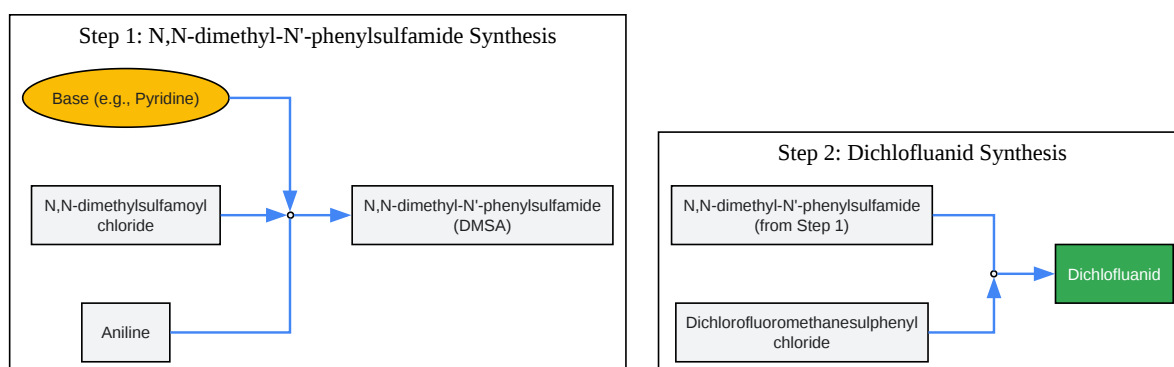 Step 1: N,N-dimethyl-N'-phenylsulfamide Synthesis
Base (e.g., Pyridine)
N,N-dimethylsulfamoyl
chloride
N,N-dimethyl-N'-phenylsulfamide
(DMSA)
Aniline
Step 2: Dichlofluanid Synthesis
N,N-dimethyl-N'-phenylsulfamide
(from Step 1)
Dichlofluanid
Dichlorofluoromethanesulphenyl
chloride